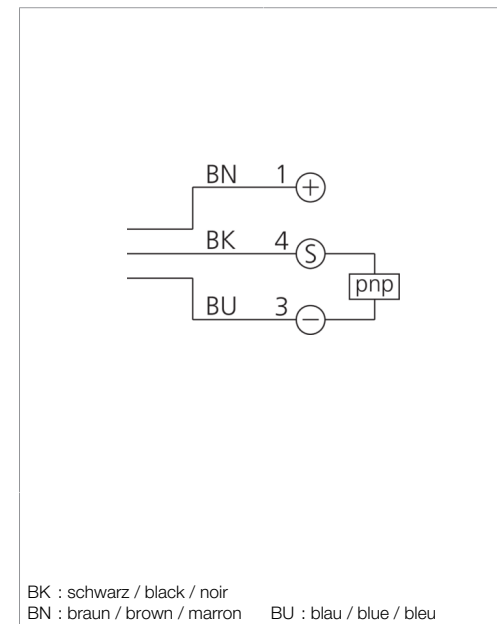 BN 1 +
BK 4 S
pnp
BU 3 −
BK : schwarz / black / noir
BN : braun / brown / marron BU : blau / blue / bleu